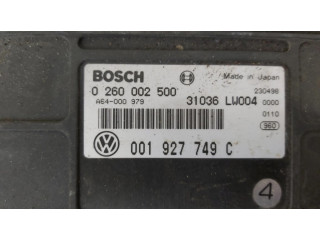 BOSCH Made in Japan
0 260 002 500 230498
A64-000 979 31036 LW004 0000
0110
960
001 927 749 C
4